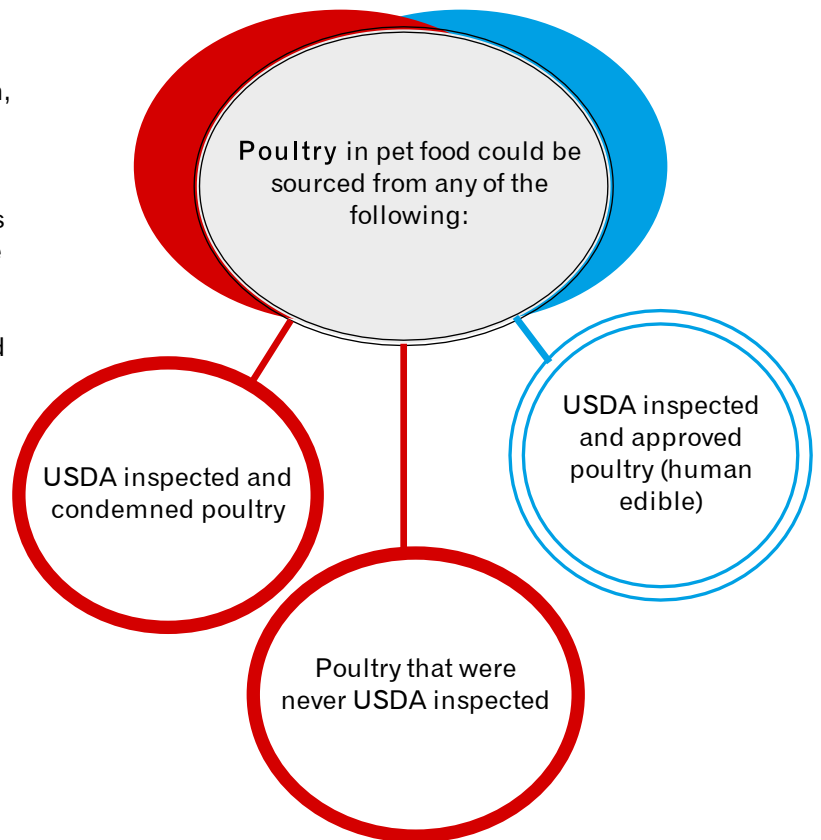 Poultry in pet food could be
sourced from any of the
following:
USDA inspected
and approved
poultry (human
edible)
USDA inspected and
condemned poultry
Poultry that were
never USDA inspected